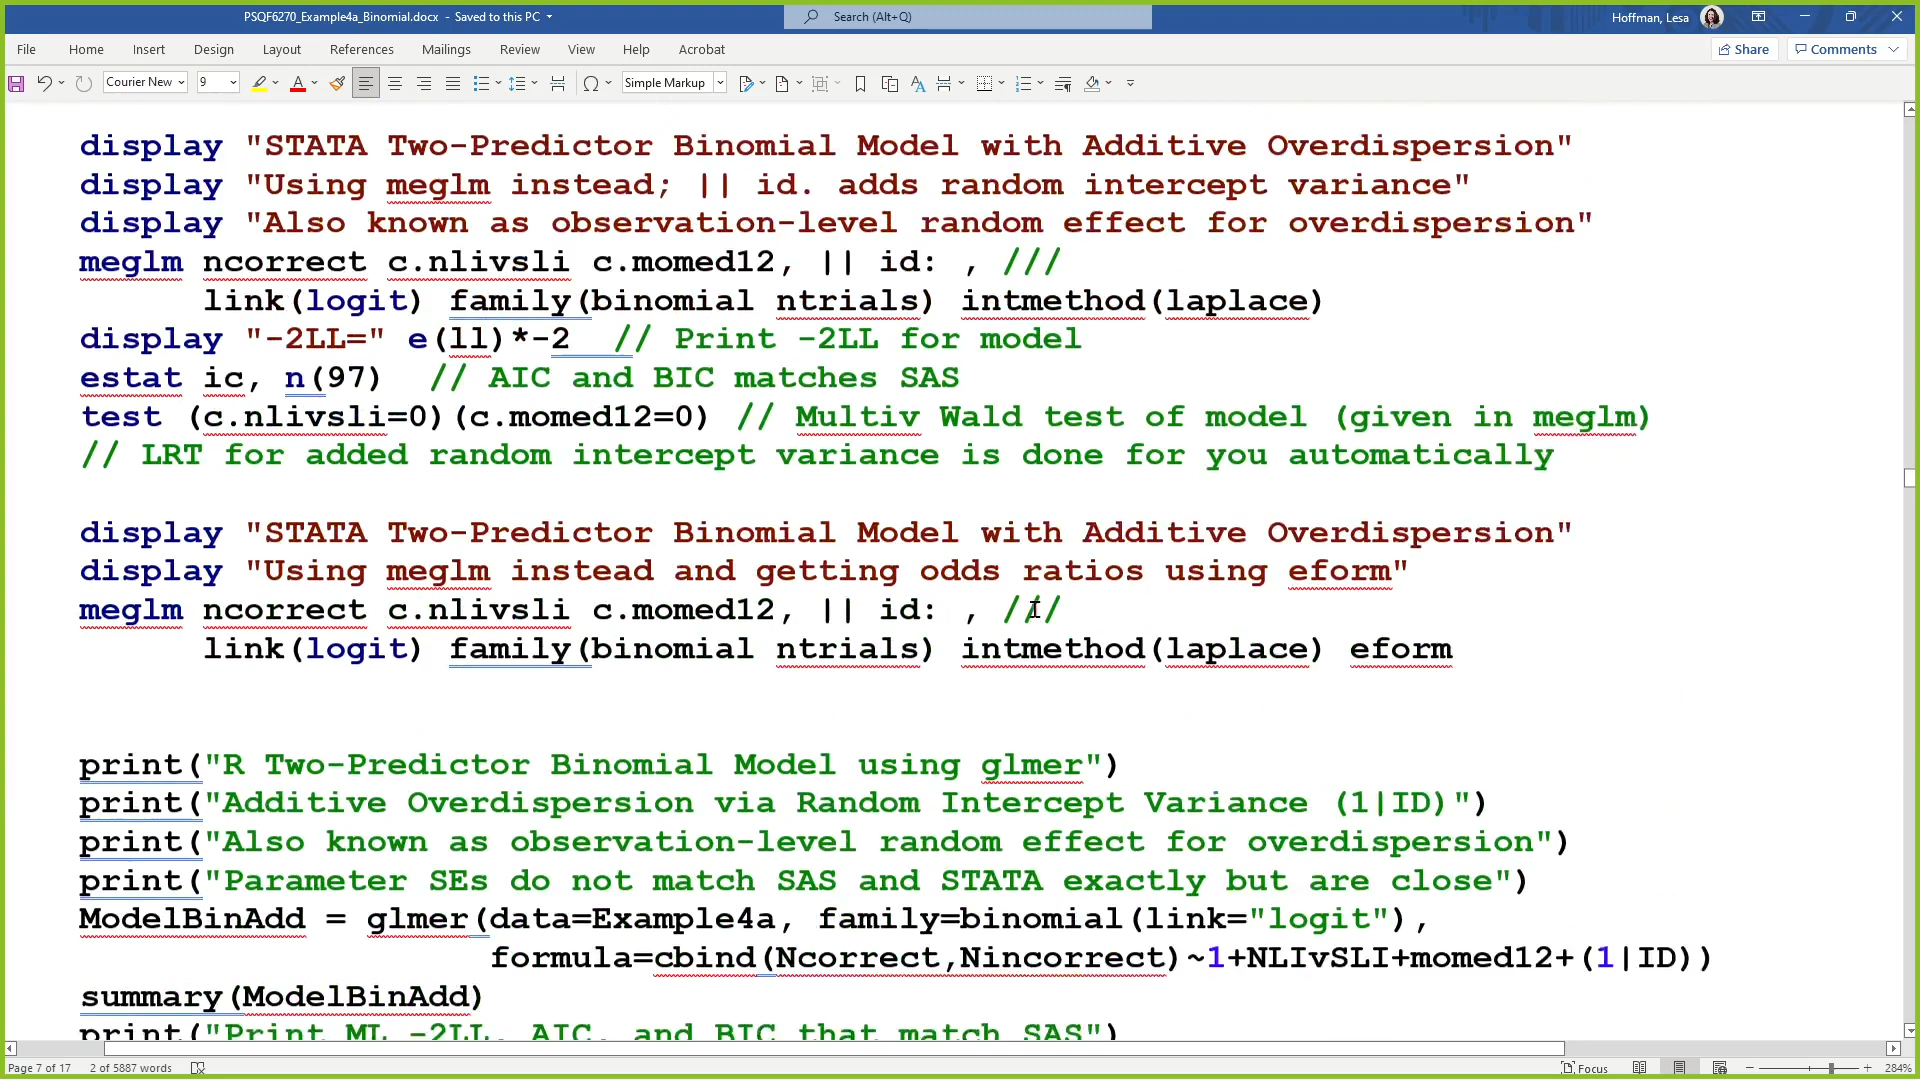 PSQF6270_Example4a_Binomial.docx - Saved to this PC
Search (Alt+Q)
Hoffman, Lesa
File Home Insert Design Layout References Mailings Review View Help Acrobat
Share Comments
Courier New 9 Simple Markup
display "STATA Two-Predictor Binomial Model with Additive Overdispersion"
display "Using meglm instead; || id. adds random intercept variance"
display "Also known as observation-level random effect for overdispersion"
meglm ncorrect c.nlivsli c.momed12, || id: , ///
link(logit) family(binomial ntrials) intmethod(laplace)
display "-2LL=" e(ll)*-2 // Print -2LL for model
estat ic, n(97) // AIC and BIC matches SAS
test (c.nlivsli=0)(c.momed12=0) // Multiv Wald test of model (given in meglm)
// LRT for added random intercept variance is done for you automatically
display "STATA Two-Predictor Binomial Model with Additive Overdispersion"
display "Using meglm instead and getting odds ratios using eform"
meglm ncorrect c.nlivsli c.momed12, || id: , ///
link(logit) family(binomial ntrials) intmethod(laplace) eform
print("R Two-Predictor Binomial Model using glmer")
print("Additive Overdispersion via Random Intercept Variance (1|ID)")
print("Also known as observation-level random effect for overdispersion")
print("Parameter SEs do not match SAS and STATA exactly but are close")
ModelBinAdd = glmer(data=Example4a, family=binomial(link="logit"),
formula=cbind(Ncorrect,Nincorrect)~1+NLIvSLI+momed12+(1|ID))
summary(ModelBinAdd)
print("Print ML -2LL, AIC, and BIC that match SAS")
Page 7 of 17 2 of 5887 words
Focus
284%